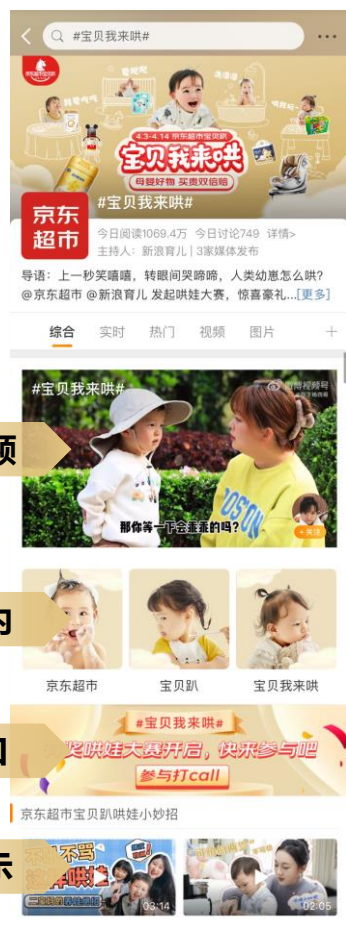 #宝贝我来哄#
4.3-4.14 京东超市宝贝趴
宝贝我来哄
母婴好物 买贵双倍赔
京东
超市
#宝贝我来哄#
今日阅读1069.4万 今日讨论749 详情>
主持人：新浪育儿 | 3家媒体发布
导语：上一秒笑嘻嘻，转眼间哭啼啼，人类幼崽怎么哄?
@京东超市 @新浪育儿 发起哄娃大赛，惊喜豪礼...[更多]
综合 实时 热门 视频 图片 +
#宝贝我来哄#
微博视频号
频
那你等一下会乖乖的吗?
+关注
内
京东超市 宝贝趴 宝贝我来哄
#宝贝我来哄#
口
奖哄娃大赛开启，快来参与吧
参与打call
京东超市宝贝趴哄娃小妙招
示
03:14
02:05